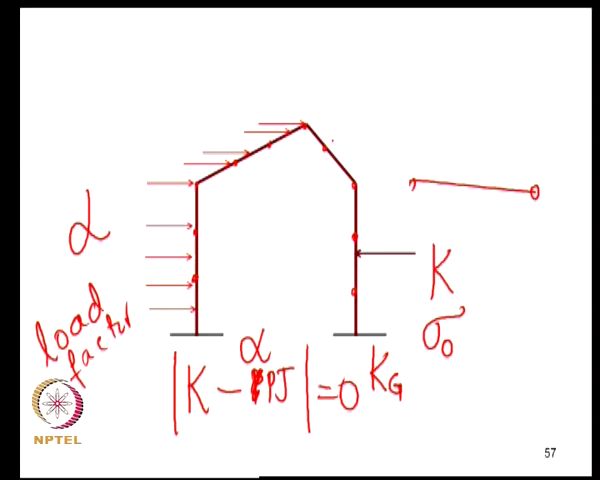 α
load
factor
K
σ₀
α
|K - PJ| = 0
K_G
NPTEL
57